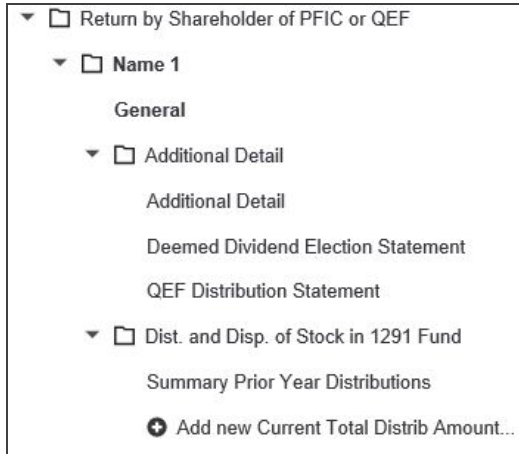 Return by Shareholder of PFIC or QEF
Name 1
General
Additional Detail
Additional Detail
Deemed Dividend Election Statement
QEF Distribution Statement
Dist. and Disp. of Stock in 1291 Fund
Summary Prior Year Distributions
Add new Current Total Distrib Amount...